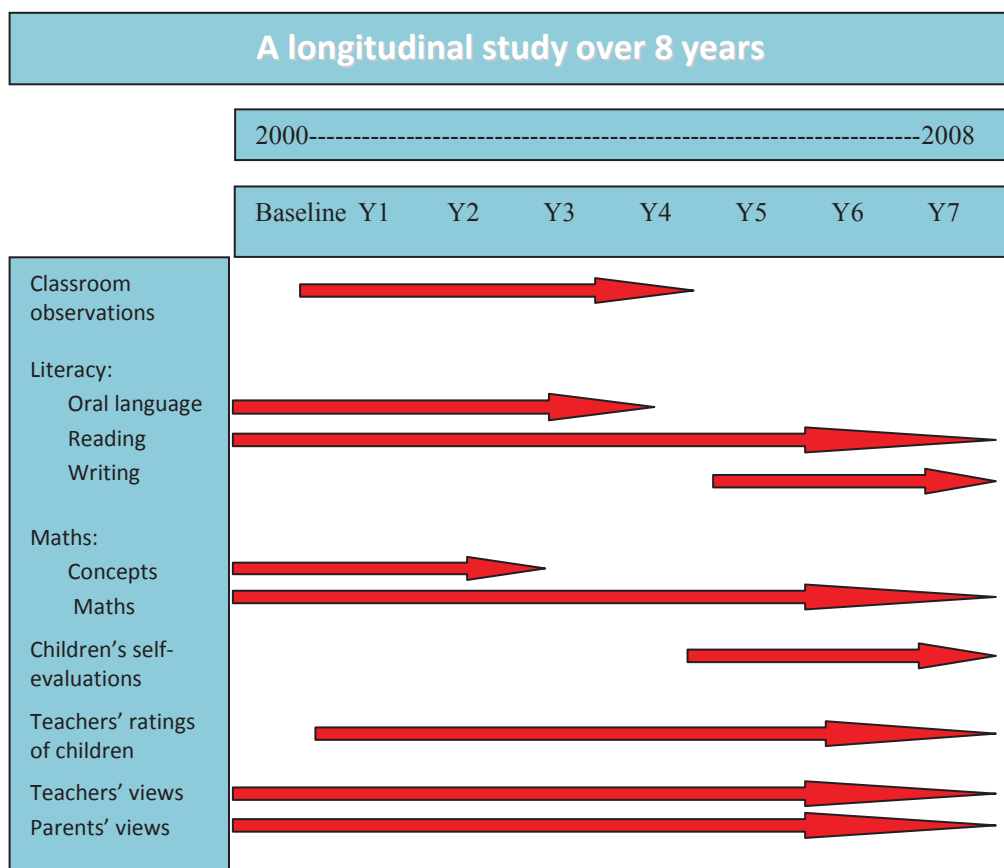 A longitudinal study over 8 years
2000-----------------------------------------------------------------------2008
Baseline Y1 Y2 Y3 Y4 Y5 Y6 Y7
Classroom
observations
Literacy:
Oral language
Reading
Writing
Maths:
Concepts
Maths
Children’s self-
evaluations
Teachers’ ratings
of children
Teachers’ views
Parents’ views